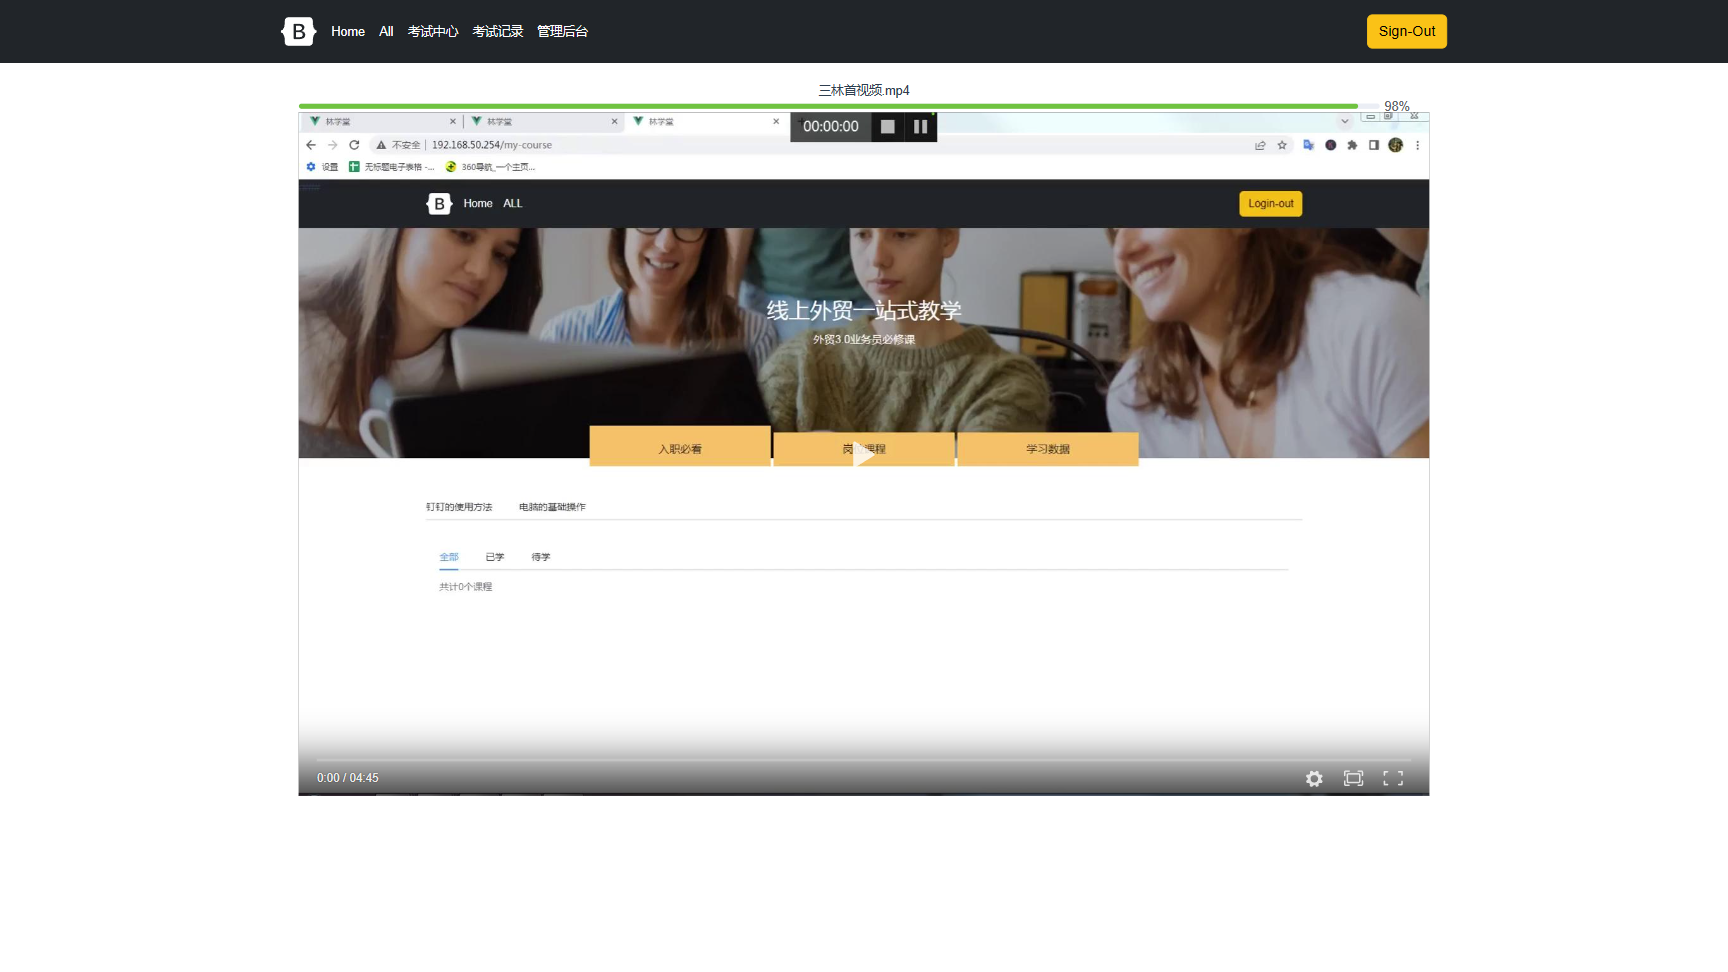 B Home All 考试中心 考试记录 管理后台 Sign-Out
三林首视频.mp4
98%
林学堂 林学堂 林学堂
00:00:00
不安全 192.168.50.254/my-course
设置 无标题电子表格 -... 360导航_一个主页...
B Home ALL Login-out
线上外贸一站式教学
外贸3.0业务员必修课
入职必看 岗位课程 学习数据
钉钉的使用方法 电脑的基础操作
全部 已学 待学
共计0个课程
0:00 / 04:45